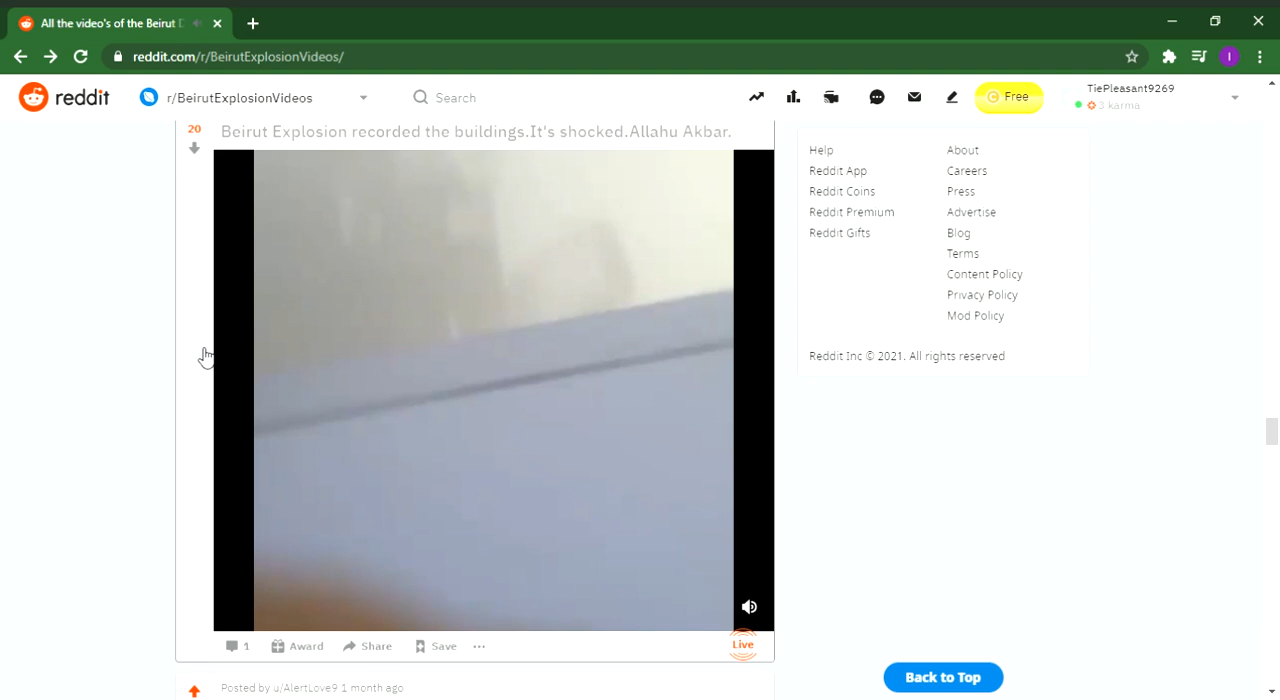 All the video's of the Beirut
reddit.com/r/BeirutExplosionVideos/
reddit
r/BeirutExplosionVideos
Search
Free
TiePleasant9269
3 karma
20
Beirut Explosion recorded the buildings.It's shocked.Allahu Akbar.
1
Award
Share
Save
Live
Posted by u/AlertLove9 1 month ago
Help
Reddit App
Reddit Coins
Reddit Premium
Reddit Gifts
About
Careers
Press
Advertise
Blog
Terms
Content Policy
Privacy Policy
Mod Policy
Reddit Inc © 2021. All rights reserved
Back to Top